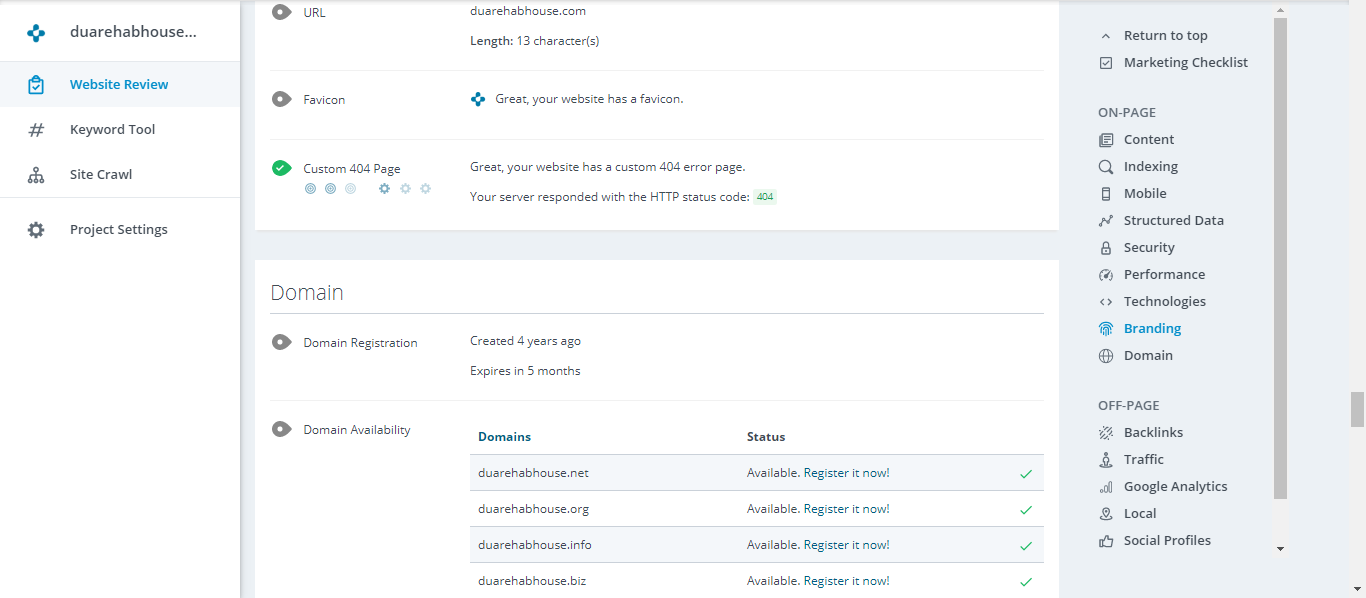 duarehabhouse...
Website Review
Keyword Tool
Site Crawl
Project Settings
URL
duarehabhouse.com
Length: 13 character(s)
Favicon
Great, your website has a favicon.
Custom 404 Page
Great, your website has a custom 404 error page.
Your server responded with the HTTP status code: 404
Domain
Domain Registration
Created 4 years ago
Expires in 5 months
Domain Availability
Domains Status
duarehabhouse.net Available. Register it now!
duarehabhouse.org Available. Register it now!
duarehabhouse.info Available. Register it now!
duarehabhouse.biz Available. Register it now!
Return to top
Marketing Checklist
ON-PAGE
Content
Indexing
Mobile
Structured Data
Security
Performance
Technologies
Branding
Domain
OFF-PAGE
Backlinks
Traffic
Google Analytics
Local
Social Profiles